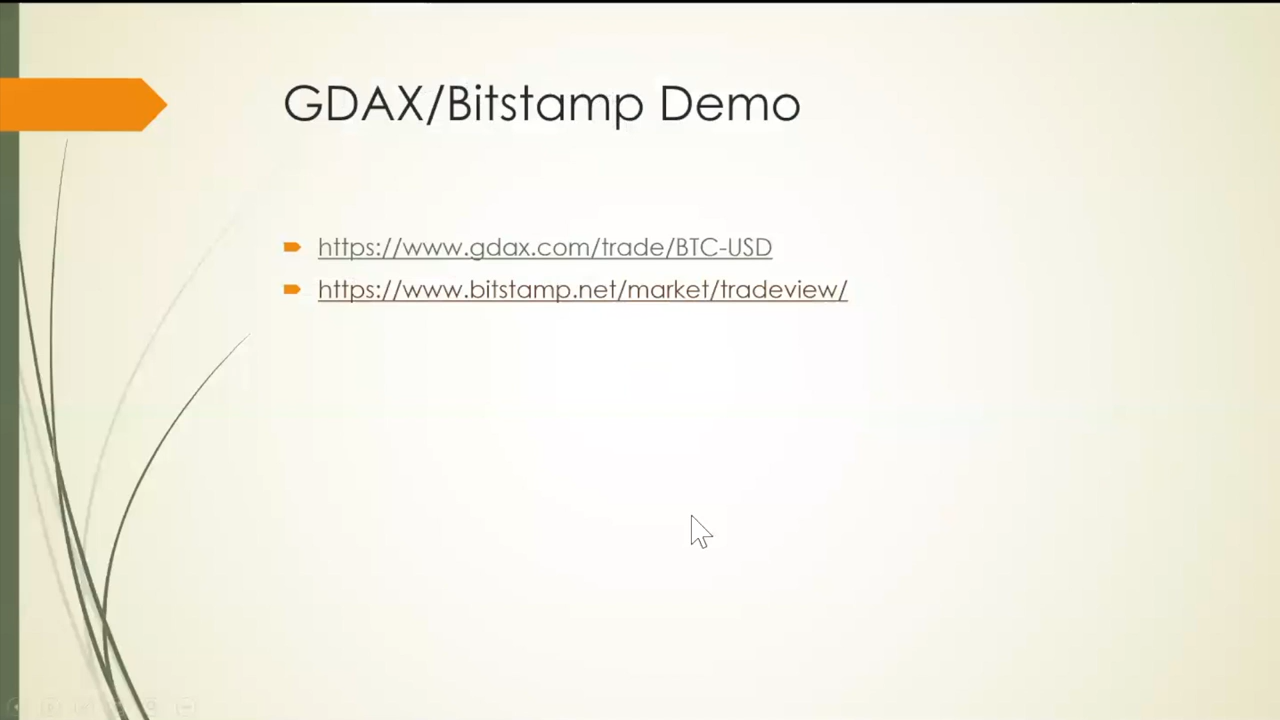 GDAX/Bitstamp Demo
https://www.gdax.com/trade/BTC-USD
https://www.bitstamp.net/market/tradeview/